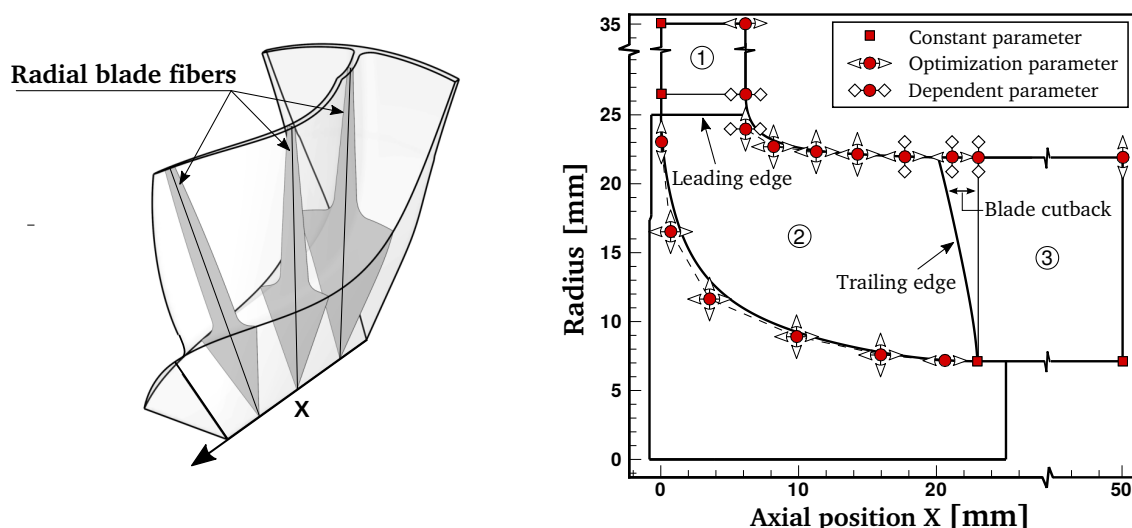 Radial blade fibers
X
Radius [mm]
35
25
20
15
10
5
0
0
10
20
50
Axial position X [mm]
Constant parameter
Optimization parameter
Dependent parameter
①
②
③
Leading edge
Blade cutback
Trailing edge